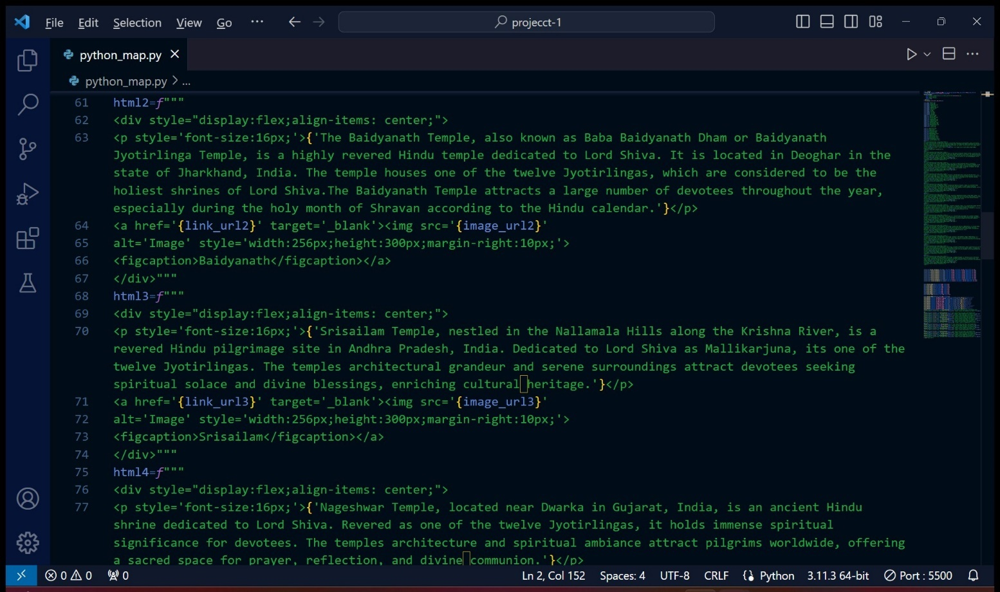 File Edit Selection View Go ··· projecct-1
python_map.py
python_map.py > ...
61 html2=f"""
62 <div style="display:flex;align-items: center;">
63 <p style='font-size:16px;'>{'The Baidyanath Temple, also known as Baba Baidyanath Dham or Baidyanath
Jyotirlinga Temple, is a highly revered Hindu temple dedicated to Lord Shiva. It is located in Deoghar in the
state of Jharkhand, India. The temple houses one of the twelve Jyotirlingas, which are considered to be the
holiest shrines of Lord Shiva.The Baidyanath Temple attracts a large number of devotees throughout the year,
especially during the holy month of Shravan according to the Hindu calendar.'}</p>
64 <a href='{link_url2}' target='_blank'><img src='{image_url2}'
65 alt='Image' style='width:256px;height:300px;margin-right:10px;'>
66 <figcaption>Baidyanath</figcaption></a>
67 </div>"""
68 html3=f"""
69 <div style="display:flex;align-items: center;">
70 <p style='font-size:16px;'>{'Srisailam Temple, nestled in the Nallamala Hills along the Krishna River, is a
revered Hindu pilgrimage site in Andhra Pradesh, India. Dedicated to Lord Shiva as Mallikarjuna, its one of the
twelve Jyotirlingas. The temples architectural grandeur and serene surroundings attract devotees seeking
spiritual solace and divine blessings, enriching cultural heritage.'}</p>
71 <a href='{link_url3}' target='_blank'><img src='{image_url3}'
72 alt='Image' style='width:256px;height:300px;margin-right:10px;'>
73 <figcaption>Srisailam</figcaption></a>
74 </div>"""
75 html4=f"""
76 <div style="display:flex;align-items: center;">
77 <p style='font-size:16px;'>{'Nageshwar Temple, located near Dwarka in Gujarat, India, is an ancient Hindu
shrine dedicated to Lord Shiva. Revered as one of the twelve Jyotirlingas, it holds immense spiritual
significance for devotees. The temples architecture and spiritual ambiance attract pilgrims worldwide, offering
a sacred space for prayer, reflection, and divine communion.'}</p>
0 0 0 Ln 2, Col 152 Spaces: 4 UTF-8 CRLF Python 3.11.3 64-bit Port : 5500